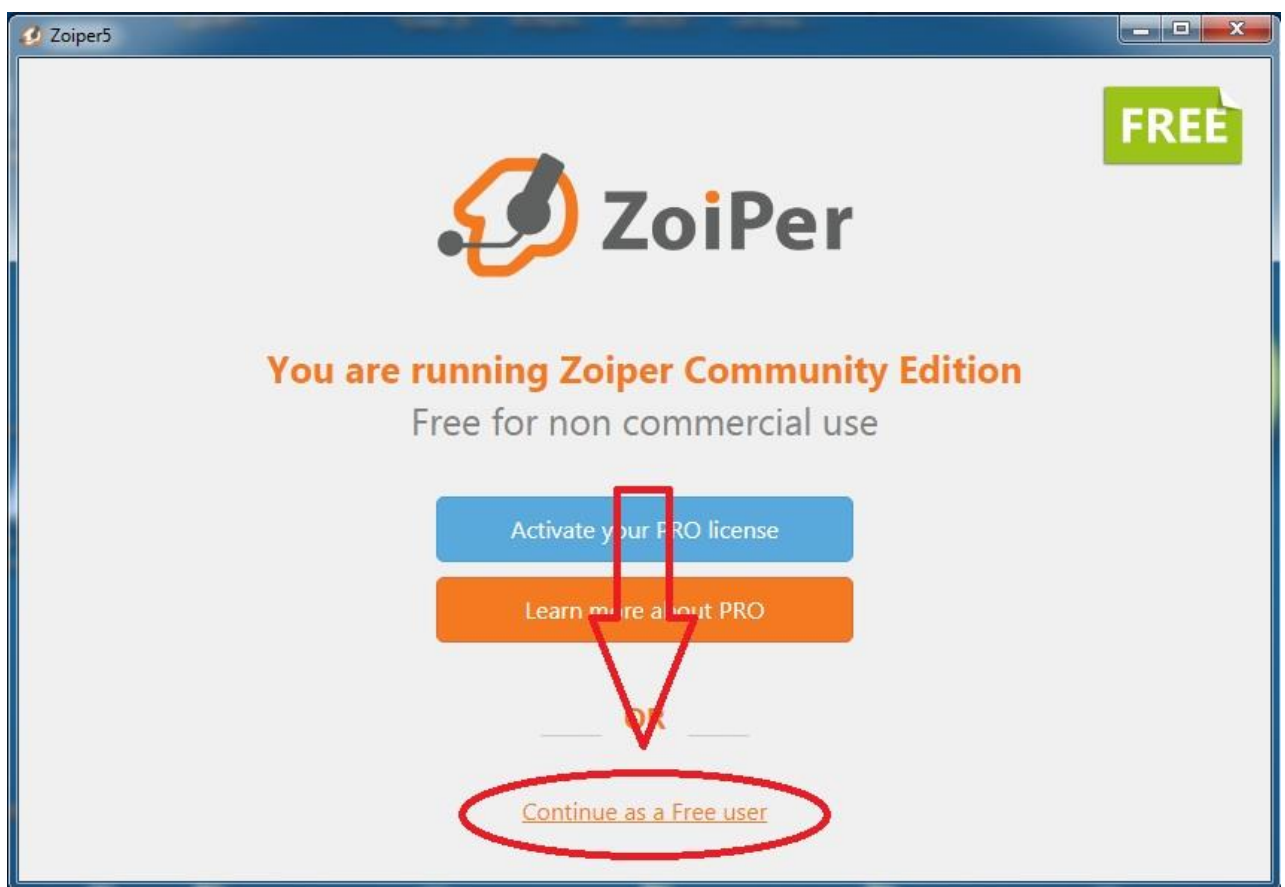 Zoiper5
FREE
ZoiPer
You are running Zoiper Community Edition
Free for non commercial use
Activate your PRO license
Learn more about PRO
OR
Continue as a Free user